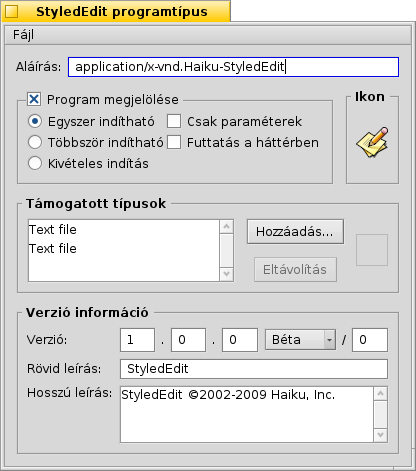 StyledEdit programtípus
Fájl
Aláírás: application/x-vnd.Haiku-StyledEdit
Program megjelölése
Ikon
Egyszer indítható
Csak paraméterek
Többször indítható
Futtatás a háttérben
Kivételes indítás
Támogatott típusok
Text file
Text file
Hozzáadás...
Eltávolítás
Verzió információ
Verzió: 1 . 0 . 0 Béta / 0
Rövid leírás: StyledEdit
Hosszú leírás: StyledEdit ©2002-2009 Haiku, Inc.